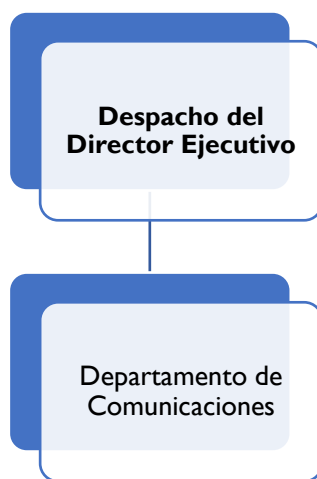 Despacho del
Director Ejecutivo
Departamento de
Comunicaciones